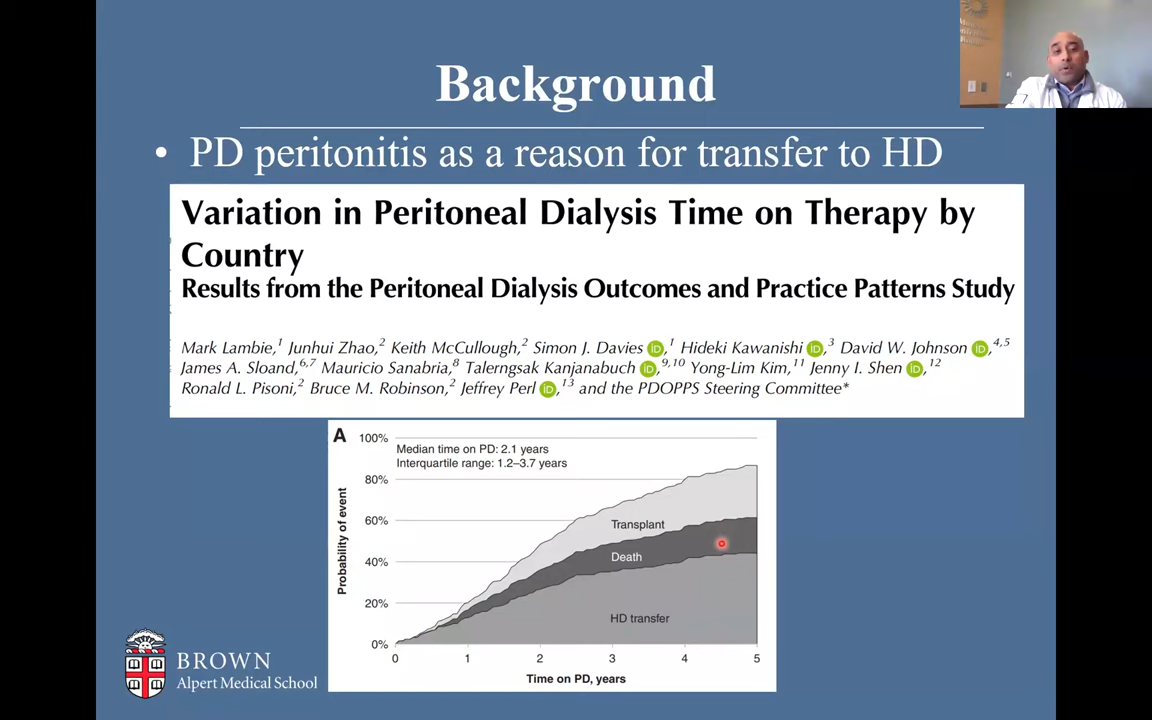 Background
• PD peritonitis as a reason for transfer to HD
Variation in Peritoneal Dialysis Time on Therapy by
Country
Results from the Peritoneal Dialysis Outcomes and Practice Patterns Study
Mark Lambie,1 Junhui Zhao,2 Keith McCullough,2 Simon J. Davies iD,1 Hideki Kawanishi iD,3 David W. Johnson iD,4,5
James A. Sloand,6,7 Mauricio Sanabria,8 Talerngsak Kanjanabuch iD,9,10 Yong-Lim Kim,11 Jenny I. Shen iD,12
Ronald L. Pisoni,2 Bruce M. Robinson,2 Jeffrey Perl iD,13 and the PDOPPS Steering Committee*
A
100%
Median time on PD: 2.1 years
Interquartile range: 1.2–3.7 years
80%
60%
40%
20%
0%
Probability of event
Transplant
Death
HD transfer
0 1 2 3 4 5
Time on PD, years
BROWN
Alpert Medical School